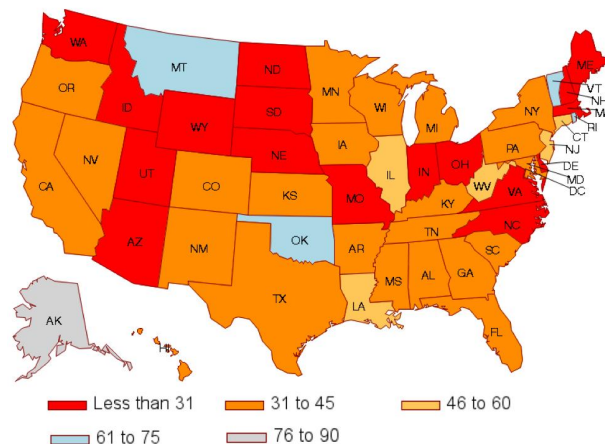 WA
MT
ND
ME
OR
ID
MN
VT
NH
MA
SD
WI
NY
RI
WY
MI
CT
IA
PA
NJ
NE
NV
OH
DE
UT
IL
IN
MD
CO
WV
VA
DC
CA
KS
MO
KY
NC
TN
AZ
OK
NM
AR
SC
MS
AL
GA
TX
LA
AK
FL
Less than 31
31 to 45
46 to 60
61 to 75
76 to 90